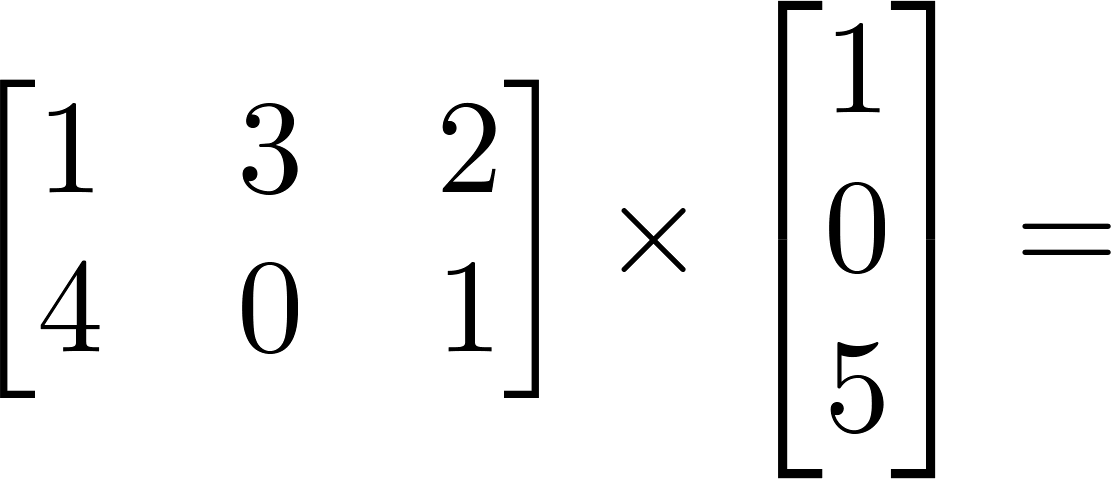 [1 3 2
4 0 1] × [1
0
5] =